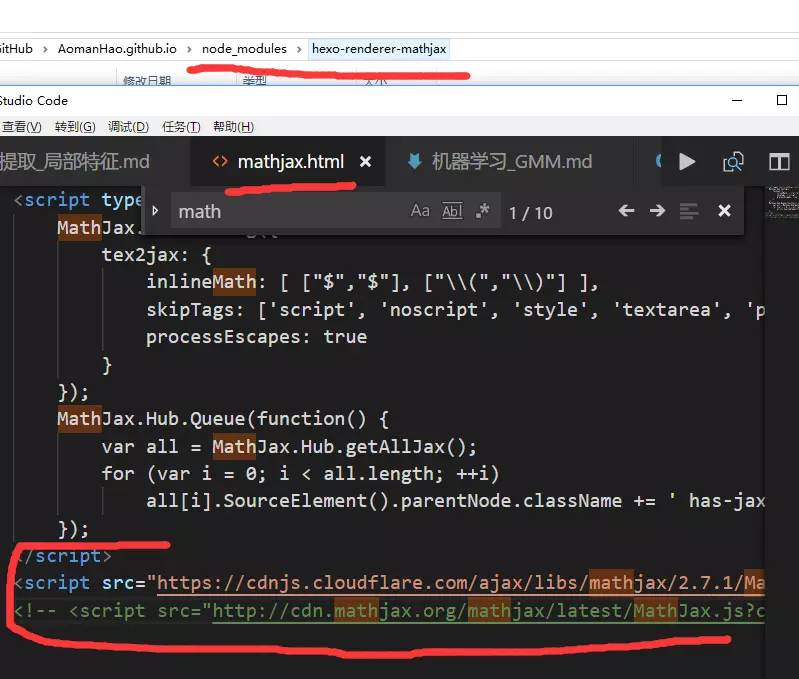 GitHub > AomanHao.github.io > node_modules > hexo-renderer-mathjax
修改日期 类型 大小
Studio Code
查看(V) 转到(G) 调试(D) 任务(T) 帮助(H)
提取_局部特征.md <> mathjax.html × 机器学习_GMM.md
<script type
math Aa Abl .* 1 / 10
MathJax.
tex2jax: {
inlineMath: [ ["$","$"], ["\\(","\\)"] ],
skipTags: ['script', 'noscript', 'style', 'textarea', 'p
processEscapes: true
}
});
MathJax.Hub.Queue(function() {
var all = MathJax.Hub.getAllJax();
for (var i = 0; i < all.length; ++i)
all[i].SourceElement().parentNode.className += ' has-jax
});
</script>
<script src="https://cdnjs.cloudflare.com/ajax/libs/mathjax/2.7.1/Ma
<!-- <script src="http://cdn.mathjax.org/mathjax/latest/MathJax.js?c